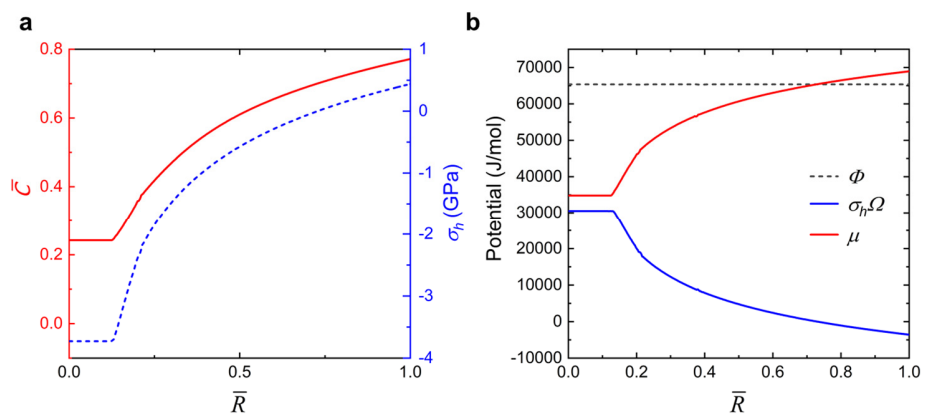 a
0.8
0.6
0.4
0.2
0.0
C̅
1
0
-1
-2
-3
-4
σh (GPa)
0.0 0.5 1.0
R̅
b
70000
60000
50000
40000
30000
20000
10000
0
-10000
Potential (J/mol)
Φ
σhΩ
μ
0.0 0.2 0.4 0.6 0.8 1.0
R̅